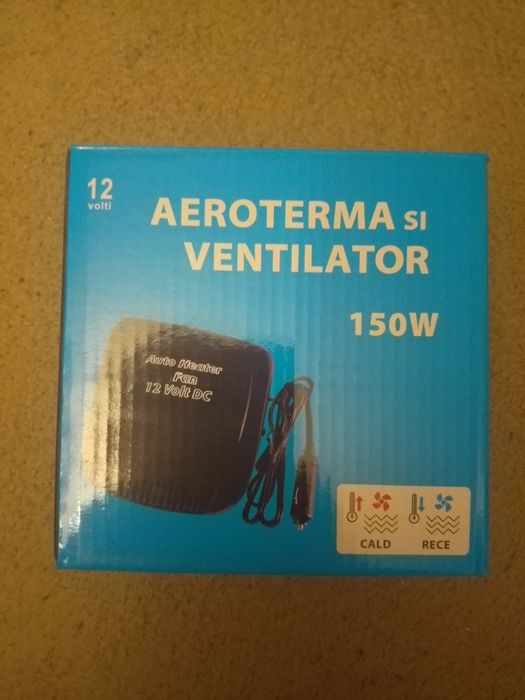 12
volti
AEROTERMA SI
VENTILATOR
150W
Auto Heater
Fan
12 Volt DC
CALD RECE